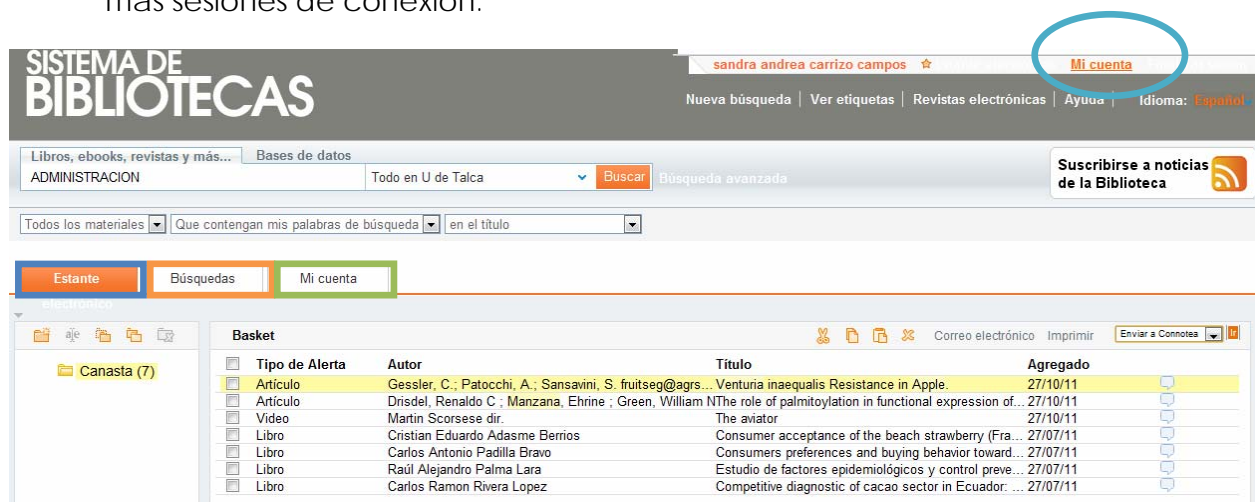 más sesiones de conexión.
SISTEMA DE
BIBLIOTECAS
sandra andrea carrizo campos Mi cuenta
Nueva búsqueda | Ver etiquetas | Revistas electrónicas | Ayuda | Idioma: Español
Libros, ebooks, revistas y más... Bases de datos
ADMINISTRACION Todo en U de Talca Buscar Búsqueda avanzada
Suscribirse a noticias
de la Biblioteca
Todos los materiales Que contengan mis palabras de búsqueda en el título
Estante Búsquedas Mi cuenta
electrónico
Basket Correo electrónico Imprimir Enviar a Connotea Ir
Canasta (7)
Tipo de Alerta Autor Título Agregado
Artículo Gessler, C.; Patocchi, A.; Sansavini, S. fruitseg@agrs... Venturia inaequalis Resistance in Apple. 27/10/11
Artículo Drisdel, Renaldo C ; Manzana, Ehrine ; Green, William N The role of palmitoylation in functional expression of... 27/10/11
Video Martin Scorsese dir. The aviator 27/10/11
Libro Cristian Eduardo Adasme Berrios Consumer acceptance of the beach strawberry (Fra... 27/07/11
Libro Carlos Antonio Padilla Bravo Consumers preferences and buying behavior toward... 27/07/11
Libro Raúl Alejandro Palma Lara Estudio de factores epidemiológicos y control preve... 27/07/11
Libro Carlos Ramon Rivera Lopez Competitive diagnostic of cacao sector in Ecuador: ... 27/07/11